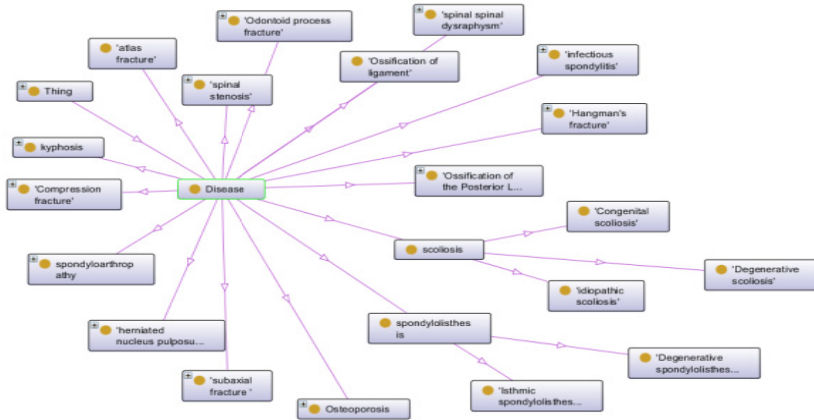 'Odontoid process
fracture'
'spinal spinal
dysraphysm'
'atlas
fracture'
'Ossification of
ligament'
'infectious
spondylitis'
Thing
'spinal
stenosis'
'Hangman's
fracture'
kyphosis
'Compression
fracture'
Disease
'Ossification of
the Posterior L...
'Congenital
scoliosis'
scoliosis
spondyloarthrop
athy
'Degenerative
scoliosis'
'idiopathic
scoliosis'
'herniated
nucleus pulposu...
spondylolisthes
is
'Degenerative
spondylolisthes...
'subaxial
fracture '
'Isthmic
spondylolisthes...
Osteoporosis